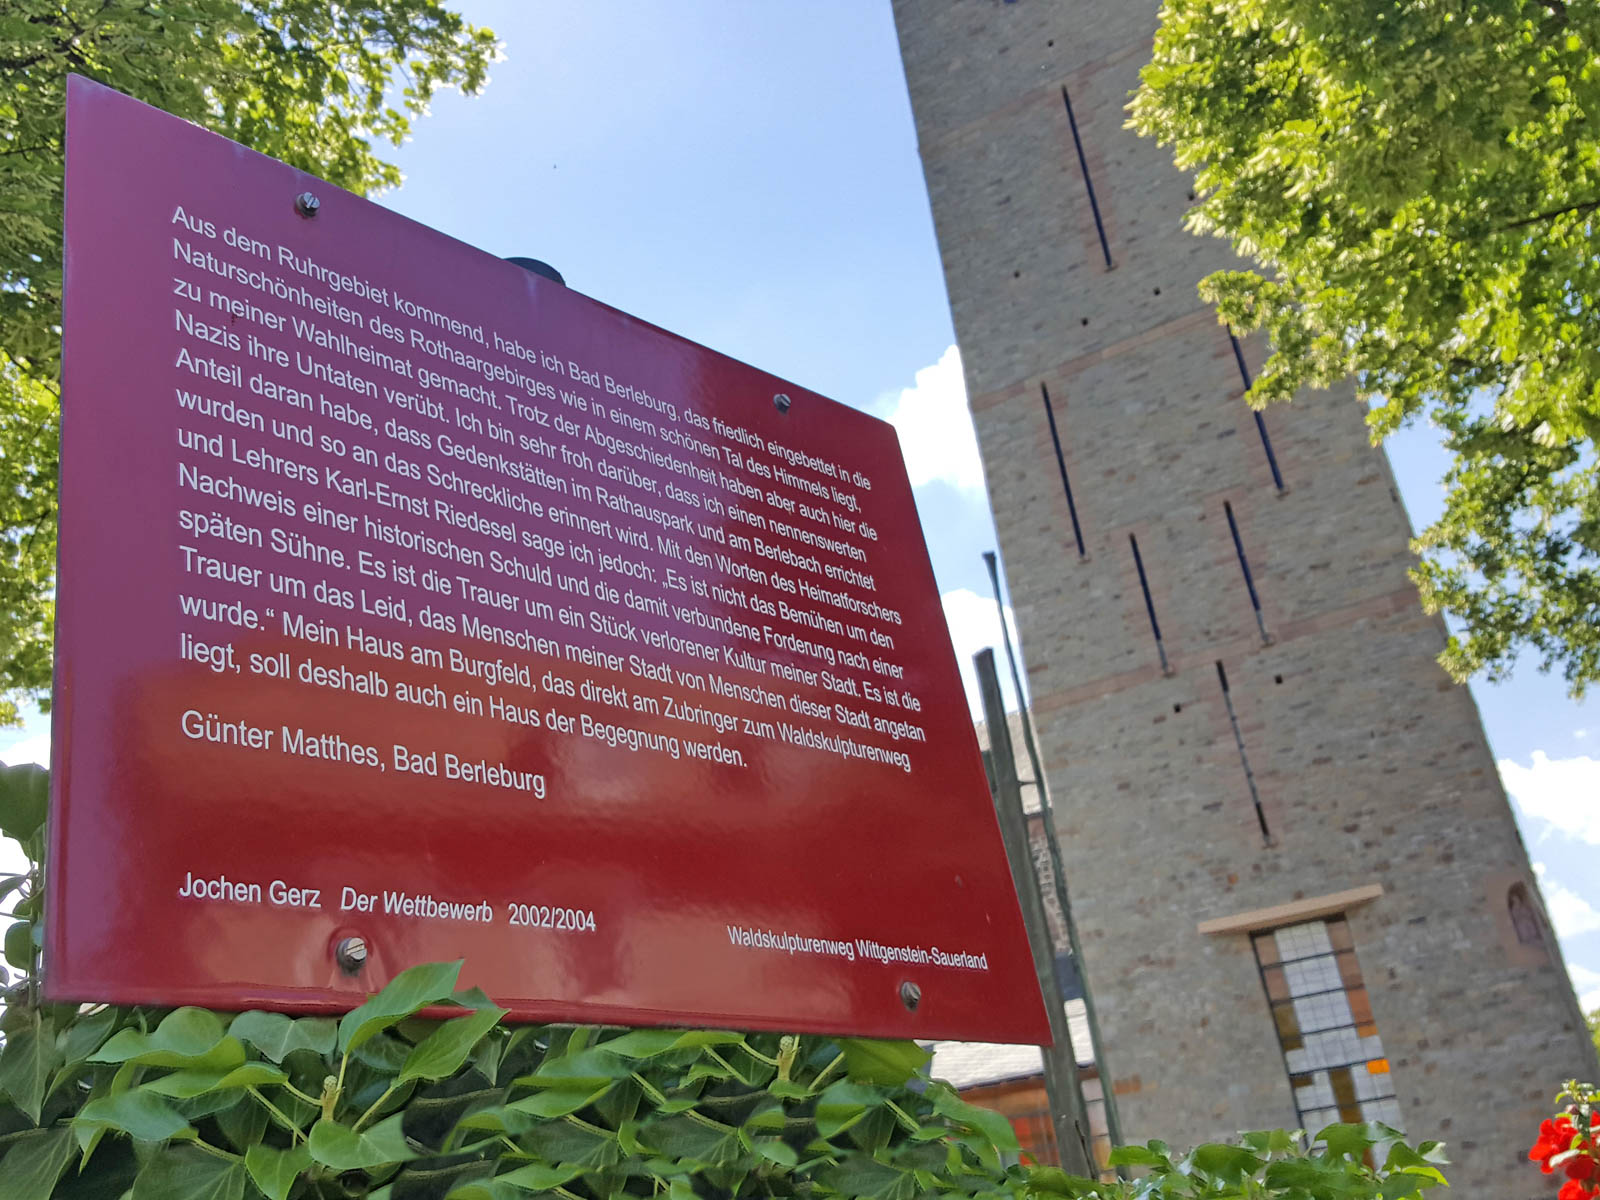 Aus dem Ruhrgebiet kommend, habe ich Bad Berleburg, das friedlich eingebettet in die
Naturschönheiten des Rothaargebirges wie in einem schönen Tal des Himmels liegt,
zu meiner Wahlheimat gemacht. Trotz der Abgeschiedenheit haben aber auch hier die
Nazis ihre Untaten verübt. Ich bin sehr froh darüber, dass ich einen nennenswerten
Anteil daran habe, dass Gedenkstätten im Rathauspark und am Berlebach errichtet
wurden und so an das Schreckliche erinnert wird. Mit den Worten des Heimatforschers
und Lehrers Karl-Ernst Riedesel sage ich jedoch: „Es ist nicht das Bemühen um den
Nachweis einer historischen Schuld und die damit verbundene Forderung nach einer
späten Sühne. Es ist die Trauer um ein Stück verlorener Kultur meiner Stadt. Es ist die
Trauer um das Leid, das Menschen meiner Stadt von Menschen dieser Stadt angetan
wurde.“ Mein Haus am Burgfeld, das direkt am Zubringer zum Waldskulpturenweg
liegt, soll deshalb auch ein Haus der Begegnung werden.
Günter Matthes, Bad Berleburg
Jochen Gerz Der Wettbewerb 2002/2004
Waldskulpturenweg Wittgenstein-Sauerland